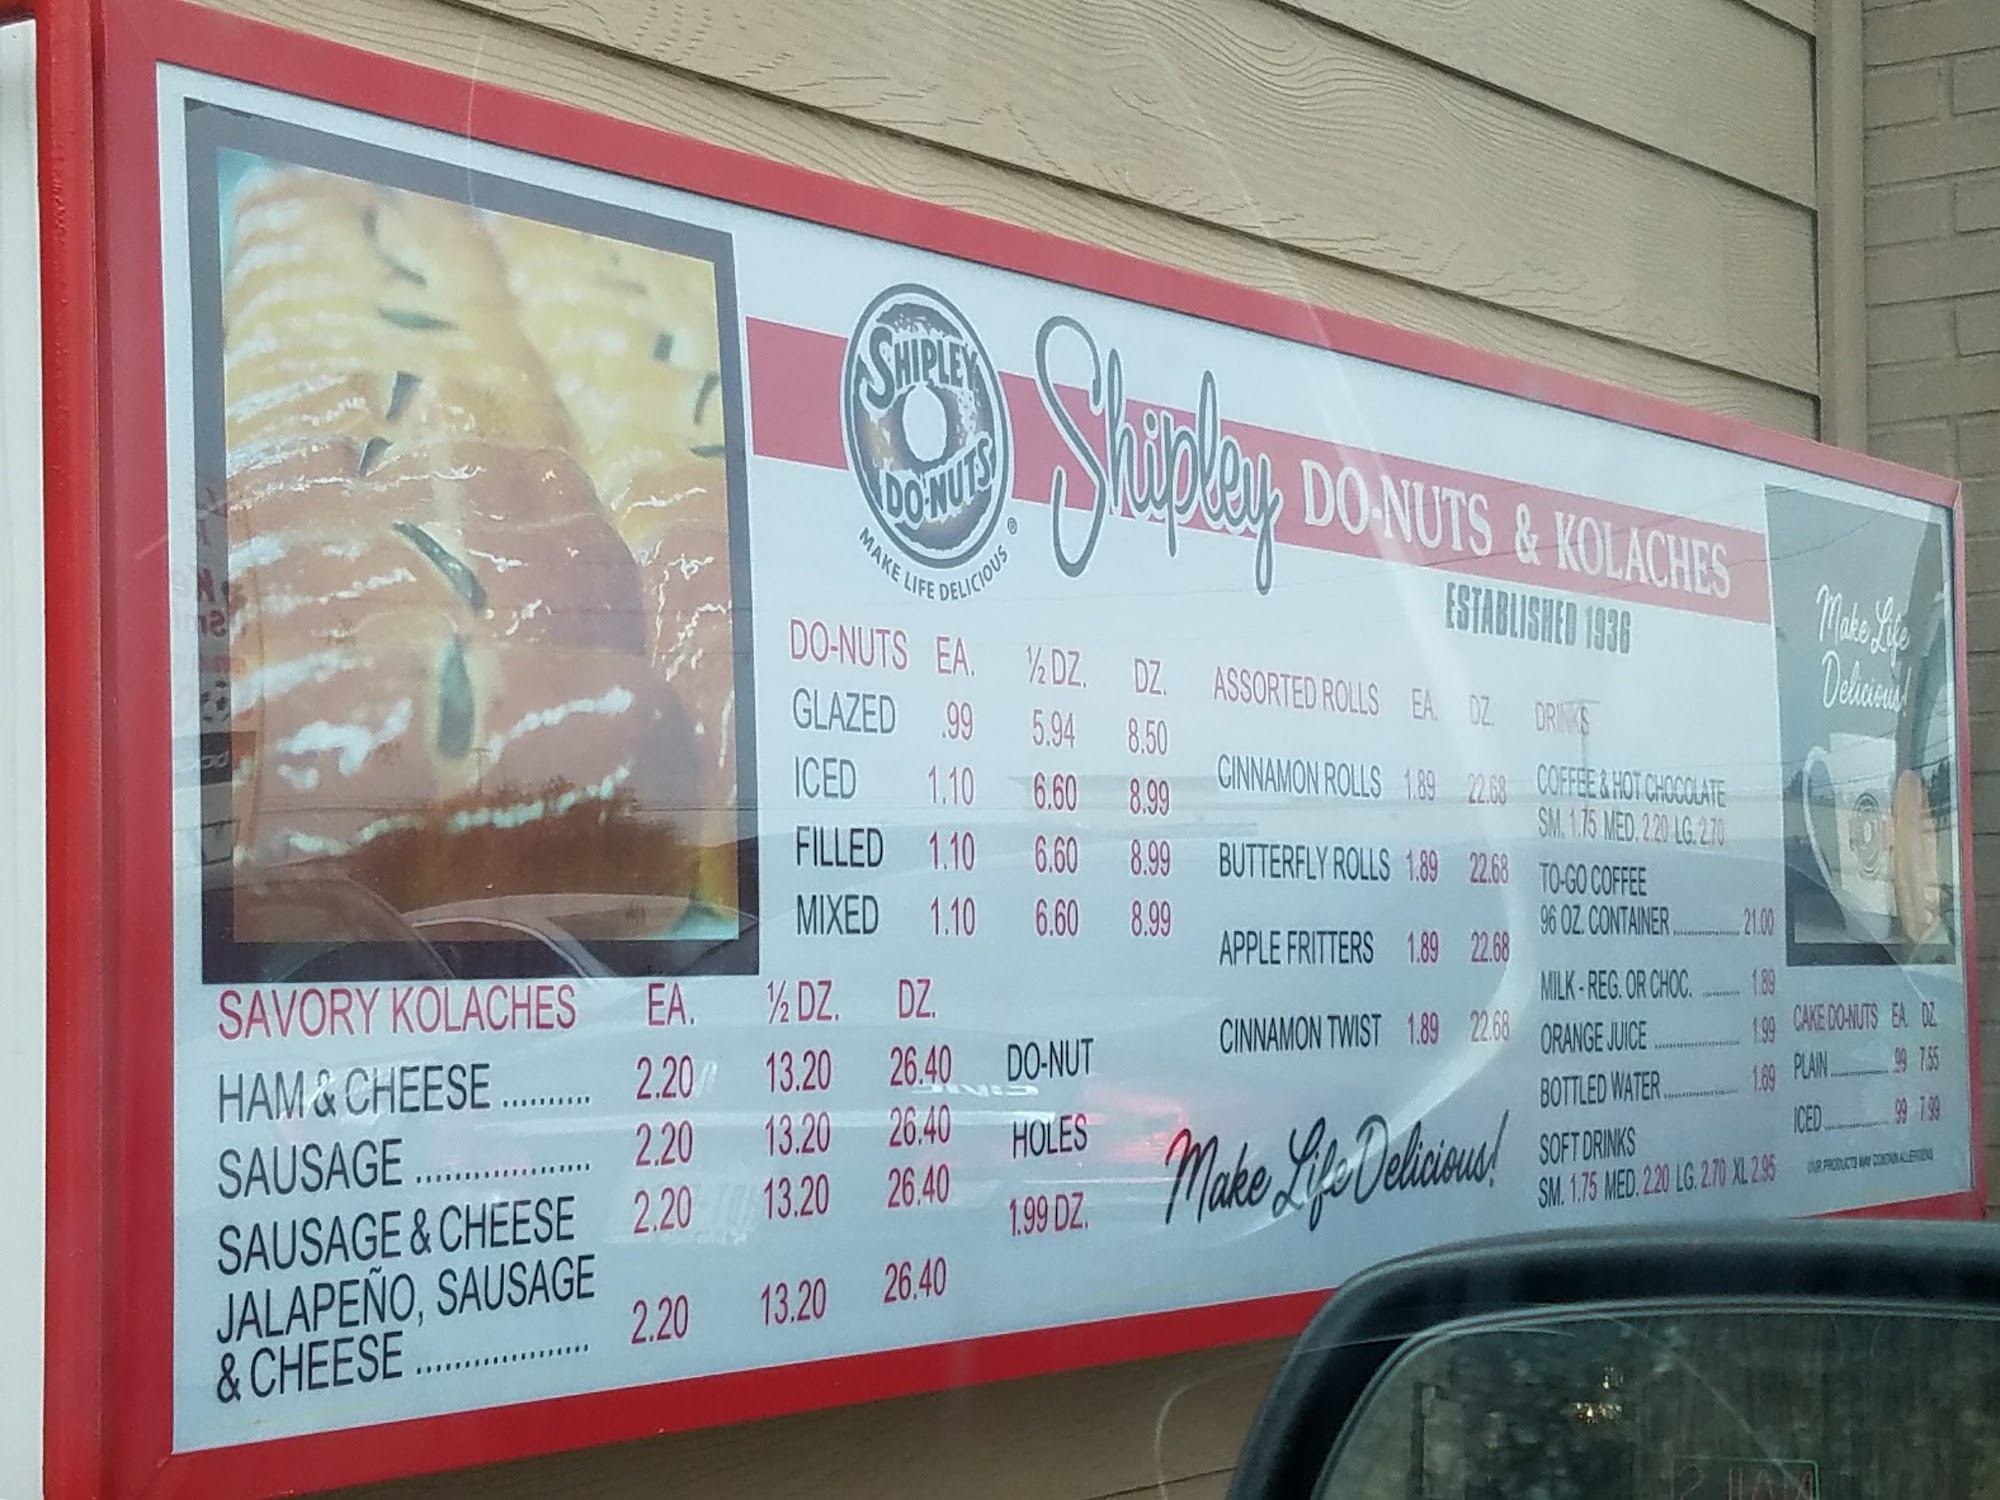 SHIPLEY
DO-NUTS
MAKE LIFE DELICIOUS ®
Shipley DO-NUTS & KOLACHES
ESTABLISHED 1936
Make Life
Delicious!
DO-NUTS EA. ½ DZ. DZ.
GLAZED .99 5.94 8.50
ICED 1.10 6.60 8.99
FILLED 1.10 6.60 8.99
MIXED 1.10 6.60 8.99
SAVORY KOLACHES EA. ½ DZ. DZ.
HAM & CHEESE .......... 2.20 13.20 26.40
SAUSAGE ................... 2.20 13.20 26.40
SAUSAGE & CHEESE 2.20 13.20 26.40
JALAPEÑO, SAUSAGE
& CHEESE ................... 2.20 13.20 26.40
DO-NUT
HOLES
1.99 DZ.
ASSORTED ROLLS EA. DZ.
CINNAMON ROLLS 1.89 22.68
BUTTERFLY ROLLS 1.89 22.68
APPLE FRITTERS 1.89 22.68
CINNAMON TWIST 1.89 22.68
Make Life Delicious!
DRINKS
COFFEE & HOT CHOCOLATE
SM. 1.75 MED. 2.20 LG. 2.70
TO-GO COFFEE
96 OZ. CONTAINER ............... 21.00
MILK - REG. OR CHOC. ......... 1.89
ORANGE JUICE .................... 1.99
BOTTLED WATER ................. 1.69
SOFT DRINKS
SM. 1.75 MED. 2.20 LG. 2.70 XL 2.95
CAKE DO-NUTS EA. DZ.
PLAIN ............... .99 7.55
ICED ................ .99 7.99
OUR PRODUCTS MAY CONTAIN ALLERGENS